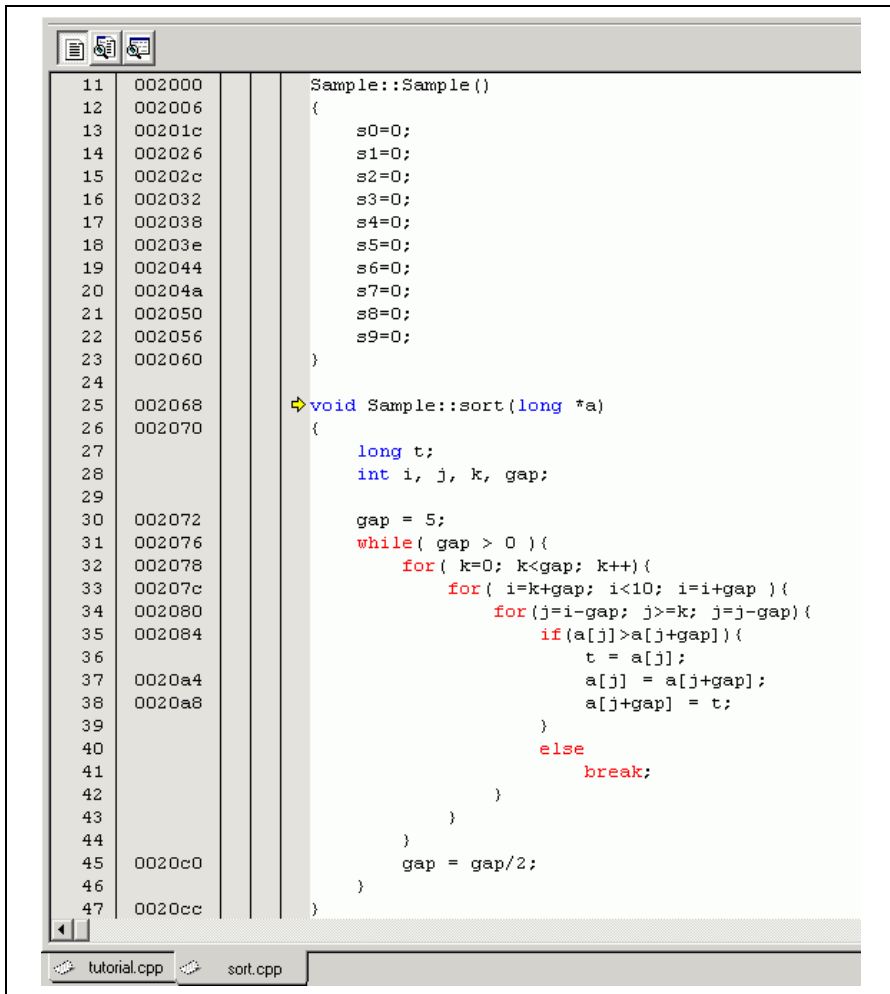 11 002000 Sample::Sample()
12 002006 {
13 00201c s0=0;
14 002026 s1=0;
15 00202c s2=0;
16 002032 s3=0;
17 002038 s4=0;
18 00203e s5=0;
19 002044 s6=0;
20 00204a s7=0;
21 002050 s8=0;
22 002056 s9=0;
23 002060 }
24
25 002068 void Sample::sort(long *a)
26 002070 {
27 long t;
28 int i, j, k, gap;
29
30 002072 gap = 5;
31 002076 while( gap > 0 ){
32 002078 for( k=0; k<gap; k++){
33 00207c for( i=k+gap; i<10; i=i+gap ){
34 002080 for(j=i-gap; j>=k; j=j-gap){
35 002084 if(a[j]>a[j+gap]){
36 t = a[j];
37 0020a4 a[j] = a[j+gap];
38 0020a8 a[j+gap] = t;
39 }
40 else
41 break;
42 }
43 }
44 }
45 0020c0 gap = gap/2;
46 }
47 0020cc }
tutorial.cpp sort.cpp